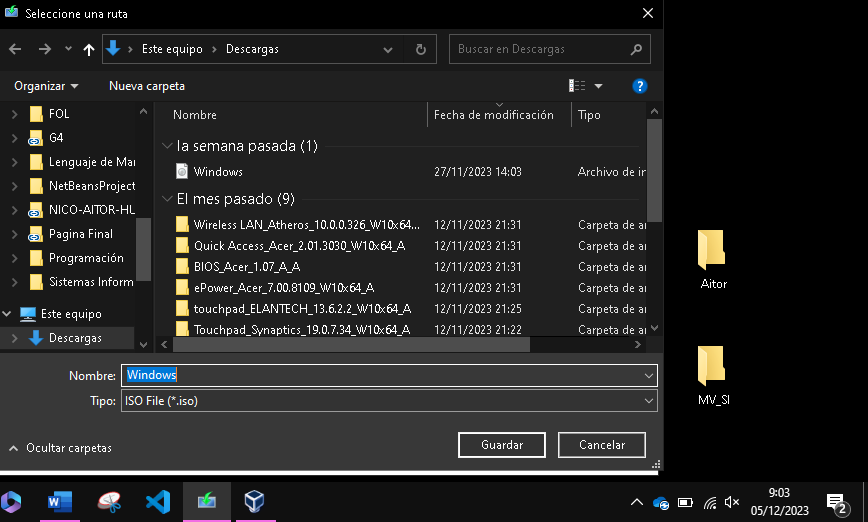 Seleccione una ruta
Este equipo
Descargas
Buscar en Descargas
Organizar
Nueva carpeta
?
Nombre
Fecha de modificación
Tipo
FOL
G4
Lenguaje de Mar
NetBeansProject
NICO-AITOR-HU
Pagina Final
Programación
Sistemas Inform
Este equipo
Descargas
la semana pasada (1)
Windows 27/11/2023 14:03 Archivo de ir
El mes pasado (9)
Wireless LAN_Atheros_10.0.0.326_W10x64... 12/11/2023 21:31 Carpeta de ar
Quick Access_Acer_2.01.3030_W10x64_A 12/11/2023 21:31 Carpeta de ar
BIOS_Acer_1.07_A_A 12/11/2023 21:31 Carpeta de ar
ePower_Acer_7.00.8109_W10x64_A 12/11/2023 21:31 Carpeta de ar
touchpad_ELANTECH_13.6.2.2_W10x64_A 12/11/2023 21:25 Carpeta de ar
Touchpad_Synaptics_19.0.7.34_W10x64_A 12/11/2023 21:22 Carpeta de ar
Nombre: Windows
Tipo: ISO File (*.iso)
Ocultar carpetas
Guardar
Cancelar
Aitor
MV_SI
W
9:03
05/12/2023
2